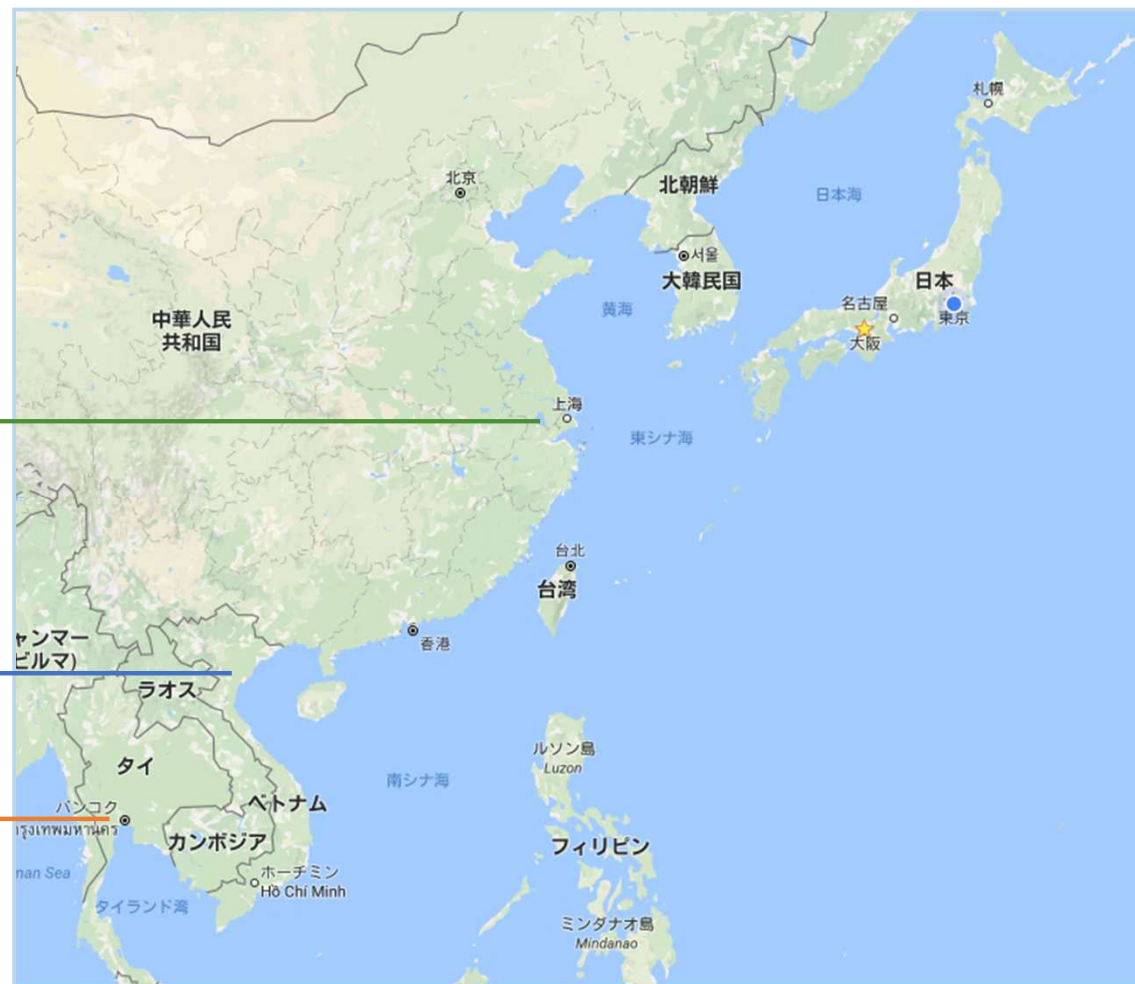 札幌
北京
北朝鮮
日本海
서울
大韓民国
日本
名古屋
東京
黄海
大阪
中華人民
共和国
上海
東シナ海
台北
台湾
香港
ャンマー
ビルマ)
ラオス
ルソン島
Luzon
タイ
南シナ海
バンコク
กรุงเทพมหานคร
ベトナム
カンボジア
フィリピン
ホーチミン
Hồ Chí Minh
nan Sea
タイランド湾
ミンダナオ島
Mindanao